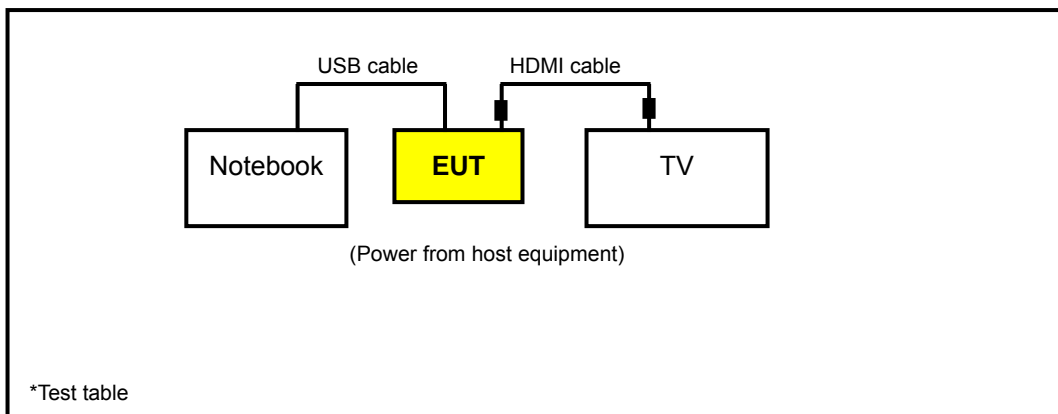 USB cable
HDMI cable
Notebook
EUT
TV
(Power from host equipment)
*Test table